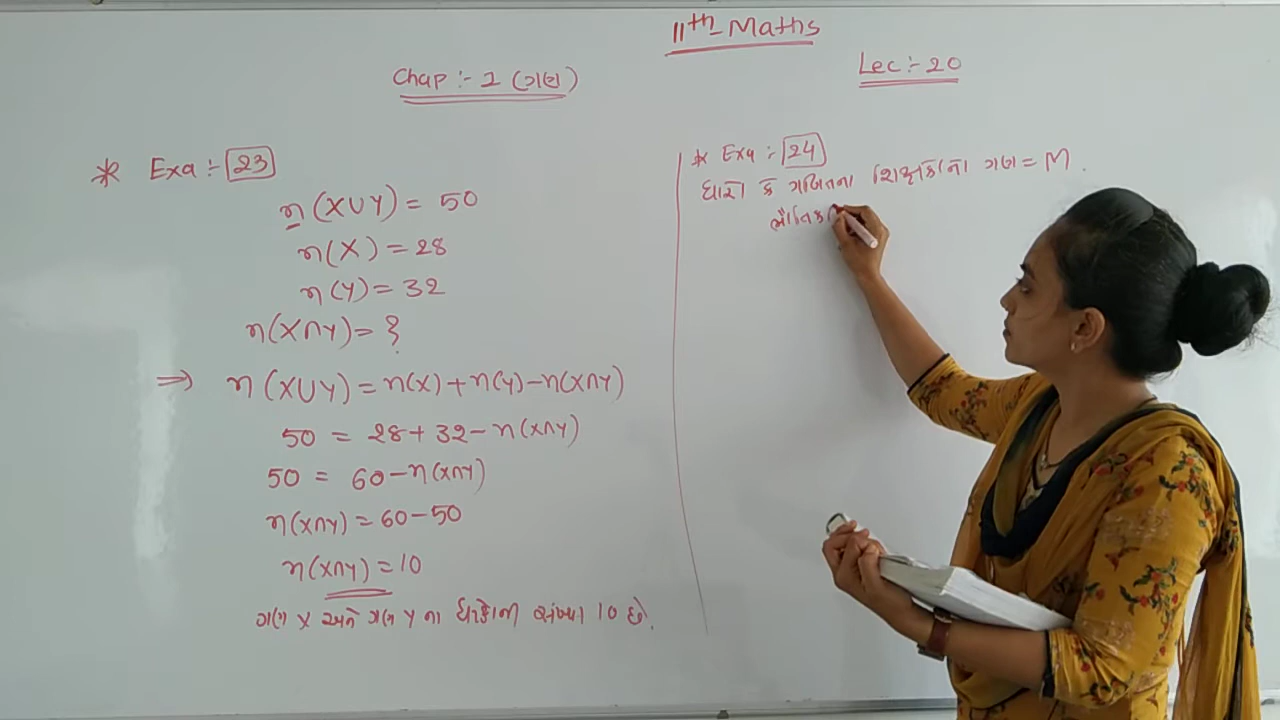 11th Maths
Chap :- 1 (ગણ)
Lec :- 20
* Exa :- 23
n(X∪Y) = 50
n(X) = 28
n(Y) = 32
n(X∩Y) = ?
⇒ n(X∪Y) = n(X) + n(Y) - n(X∩Y)
50 = 28 + 32 - n(X∩Y)
50 = 60 - n(X∩Y)
n(X∩Y) = 60 - 50
n(X∩Y) = 10
ગણ X અને ગણ Y ના સંખ્યા 10 છે.
* Exa :- 24
ધારો કે ગણિતના શિક્ષકોનો ગણ = M.